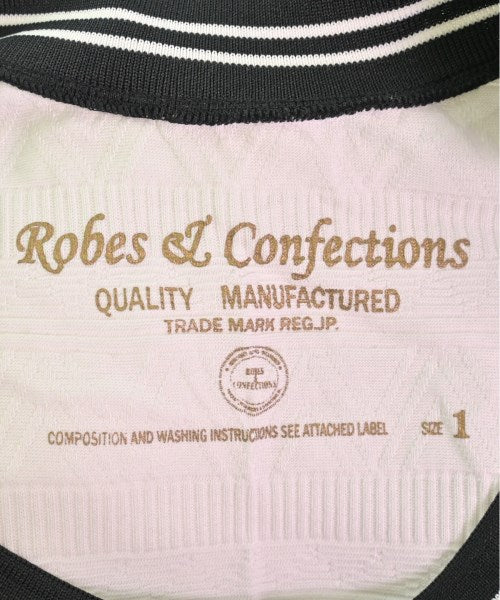 Robes & Confections
QUALITY MANUFACTURED
TRADE MARK REG.JP.
ROBES
&
CONFECTIONS
COMPOSITION AND WASHING INSTRUCTIONS SEE ATTACHED LABEL SIZE 1